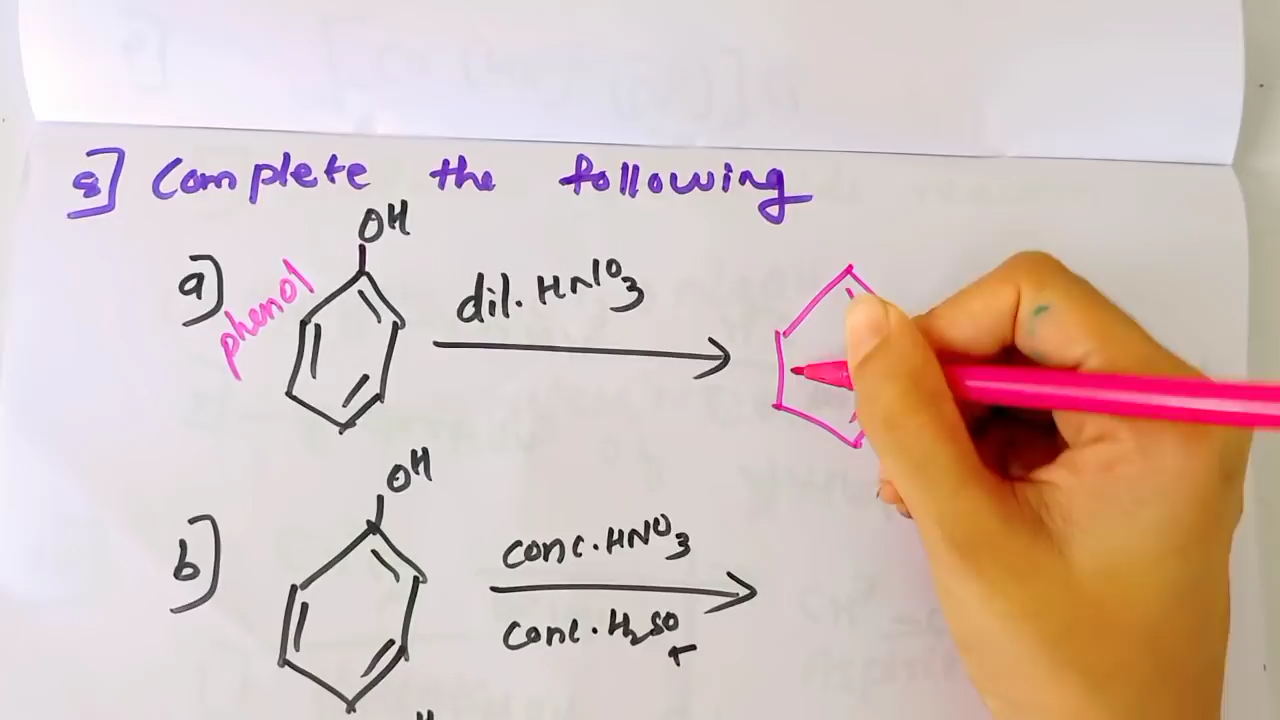 8] Complete the following
OH
a] phenol dil. HNO3
OH
b] conc. HNO3
conc. H2SO4
H